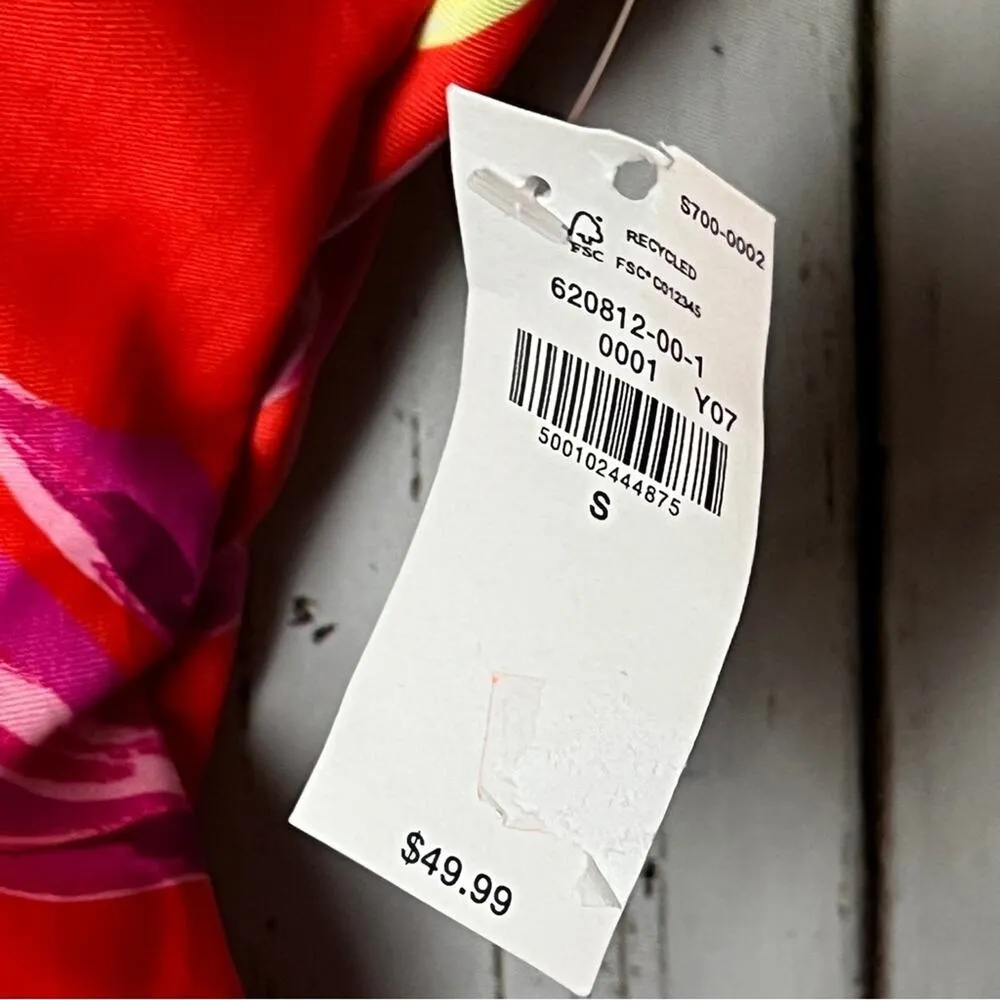 S700-0002
RECYCLED
FSC FSC® C012345
620812-00-1
0001 Y07
500102444875
S
$49.99